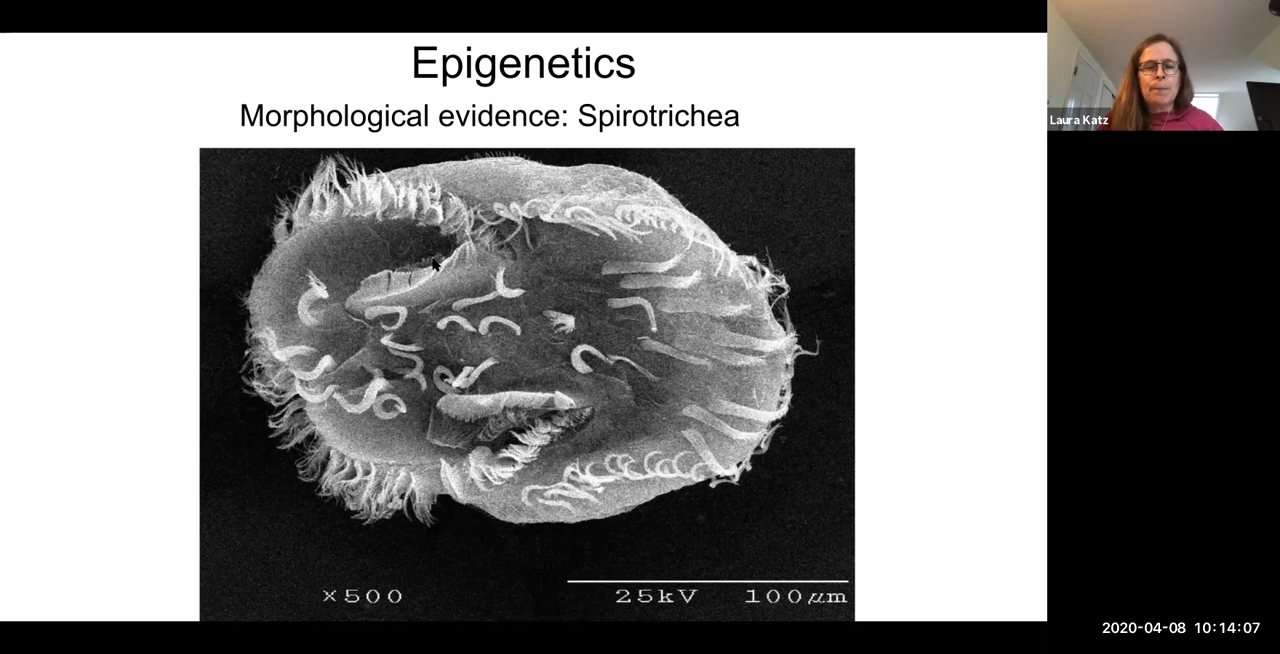 Epigenetics
Morphological evidence: Spirotrichea
Laura Katz
×500 25kV 100μm
2020-04-08 10:14:07